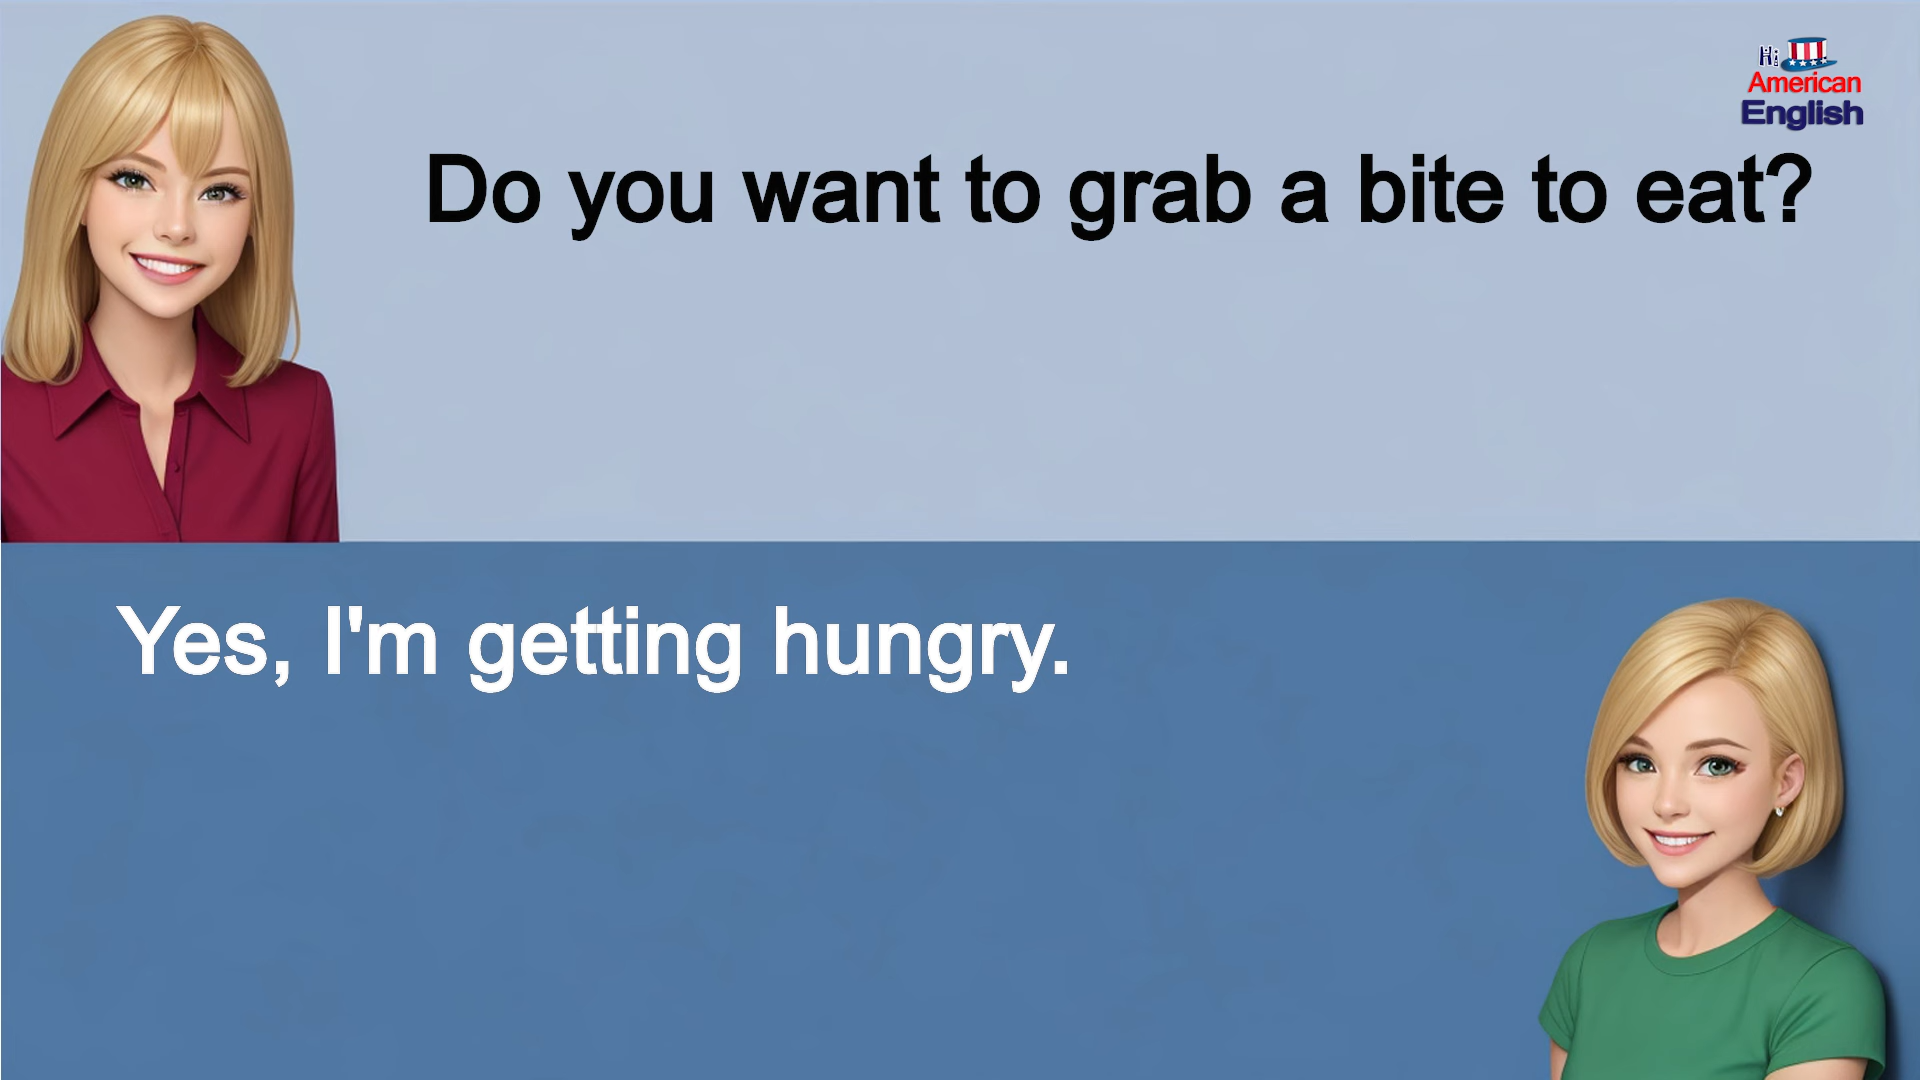 Hi
American
English
Do you want to grab a bite to eat?
Yes, I'm getting hungry.